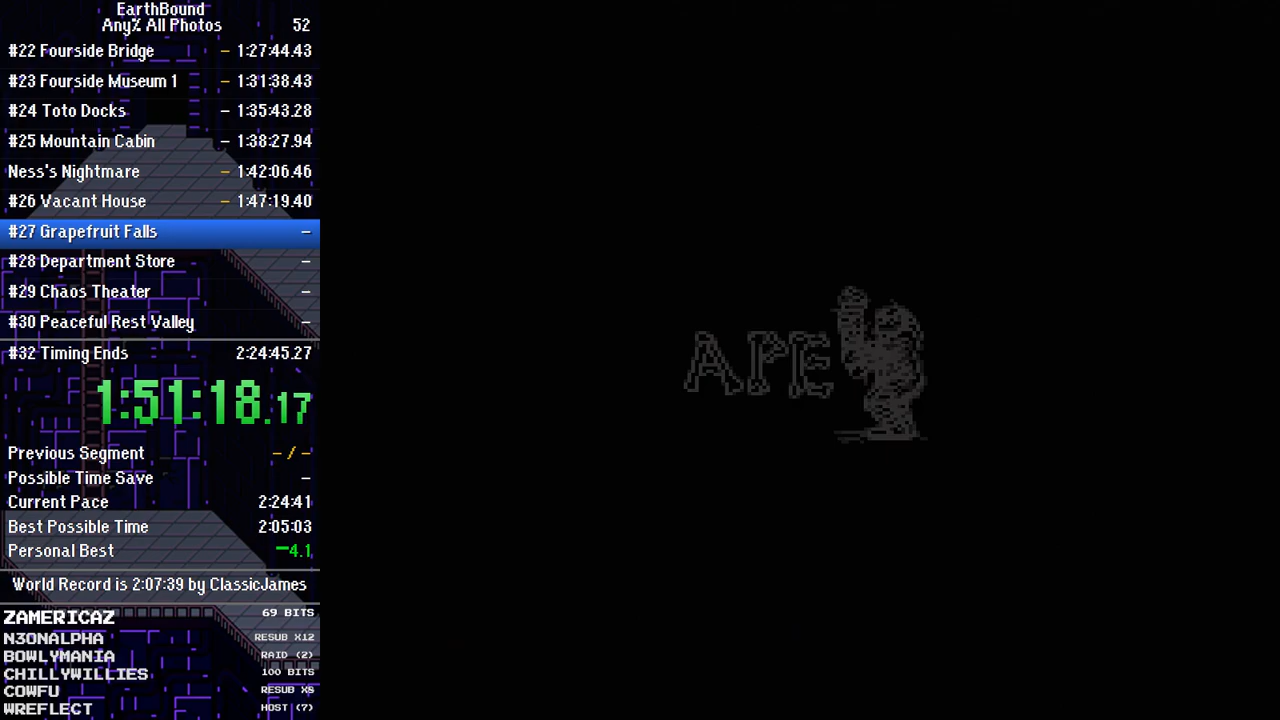 EarthBound
Any% All Photos 52
#22 Fourside Bridge – 1:27:44.43
#23 Fourside Museum 1 – 1:31:38.43
#24 Toto Docks – 1:35:43.28
#25 Mountain Cabin – 1:38:27.94
Ness's Nightmare – 1:42:06.46
#26 Vacant House – 1:47:19.40
#27 Grapefruit Falls –
#28 Department Store –
#29 Chaos Theater –
#30 Peaceful Rest Valley –
#32 Timing Ends 2:24:45.27
1:51:18.17
Previous Segment – / –
Possible Time Save –
Current Pace 2:24:41
Best Possible Time 2:05:03
Personal Best −4.1
World Record is 2:07:39 by ClassicJames
ZAMERICAZ 69 BITS
N3ONALPHA RESUB X12
BOWLYMANIA RAID (2)
CHILLYWILLIES 100 BITS
COWFU RESUB X8
WREFLECT HOST (7)
APE